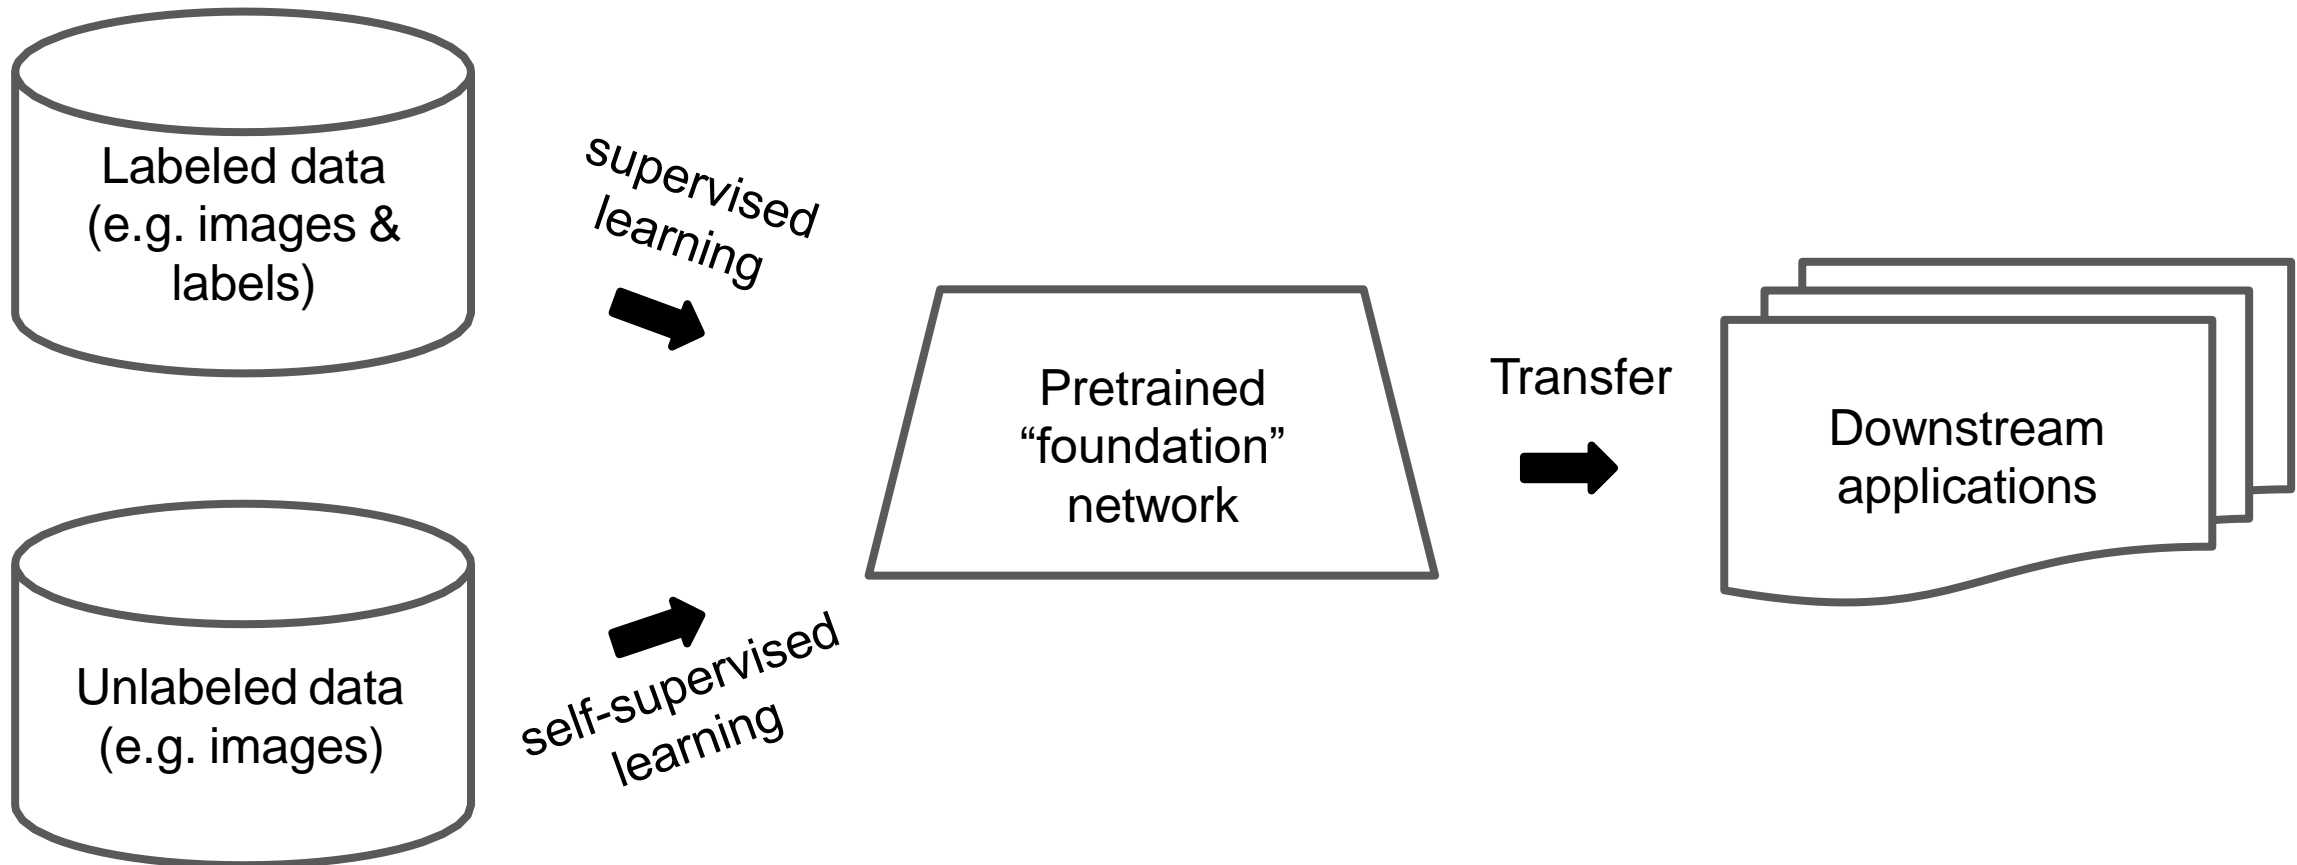 Labeled data
(e.g. images &
labels)
supervised
learning
Unlabeled data
(e.g. images)
self-supervised
learning
Pretrained
“foundation”
network
Transfer
Downstream
applications